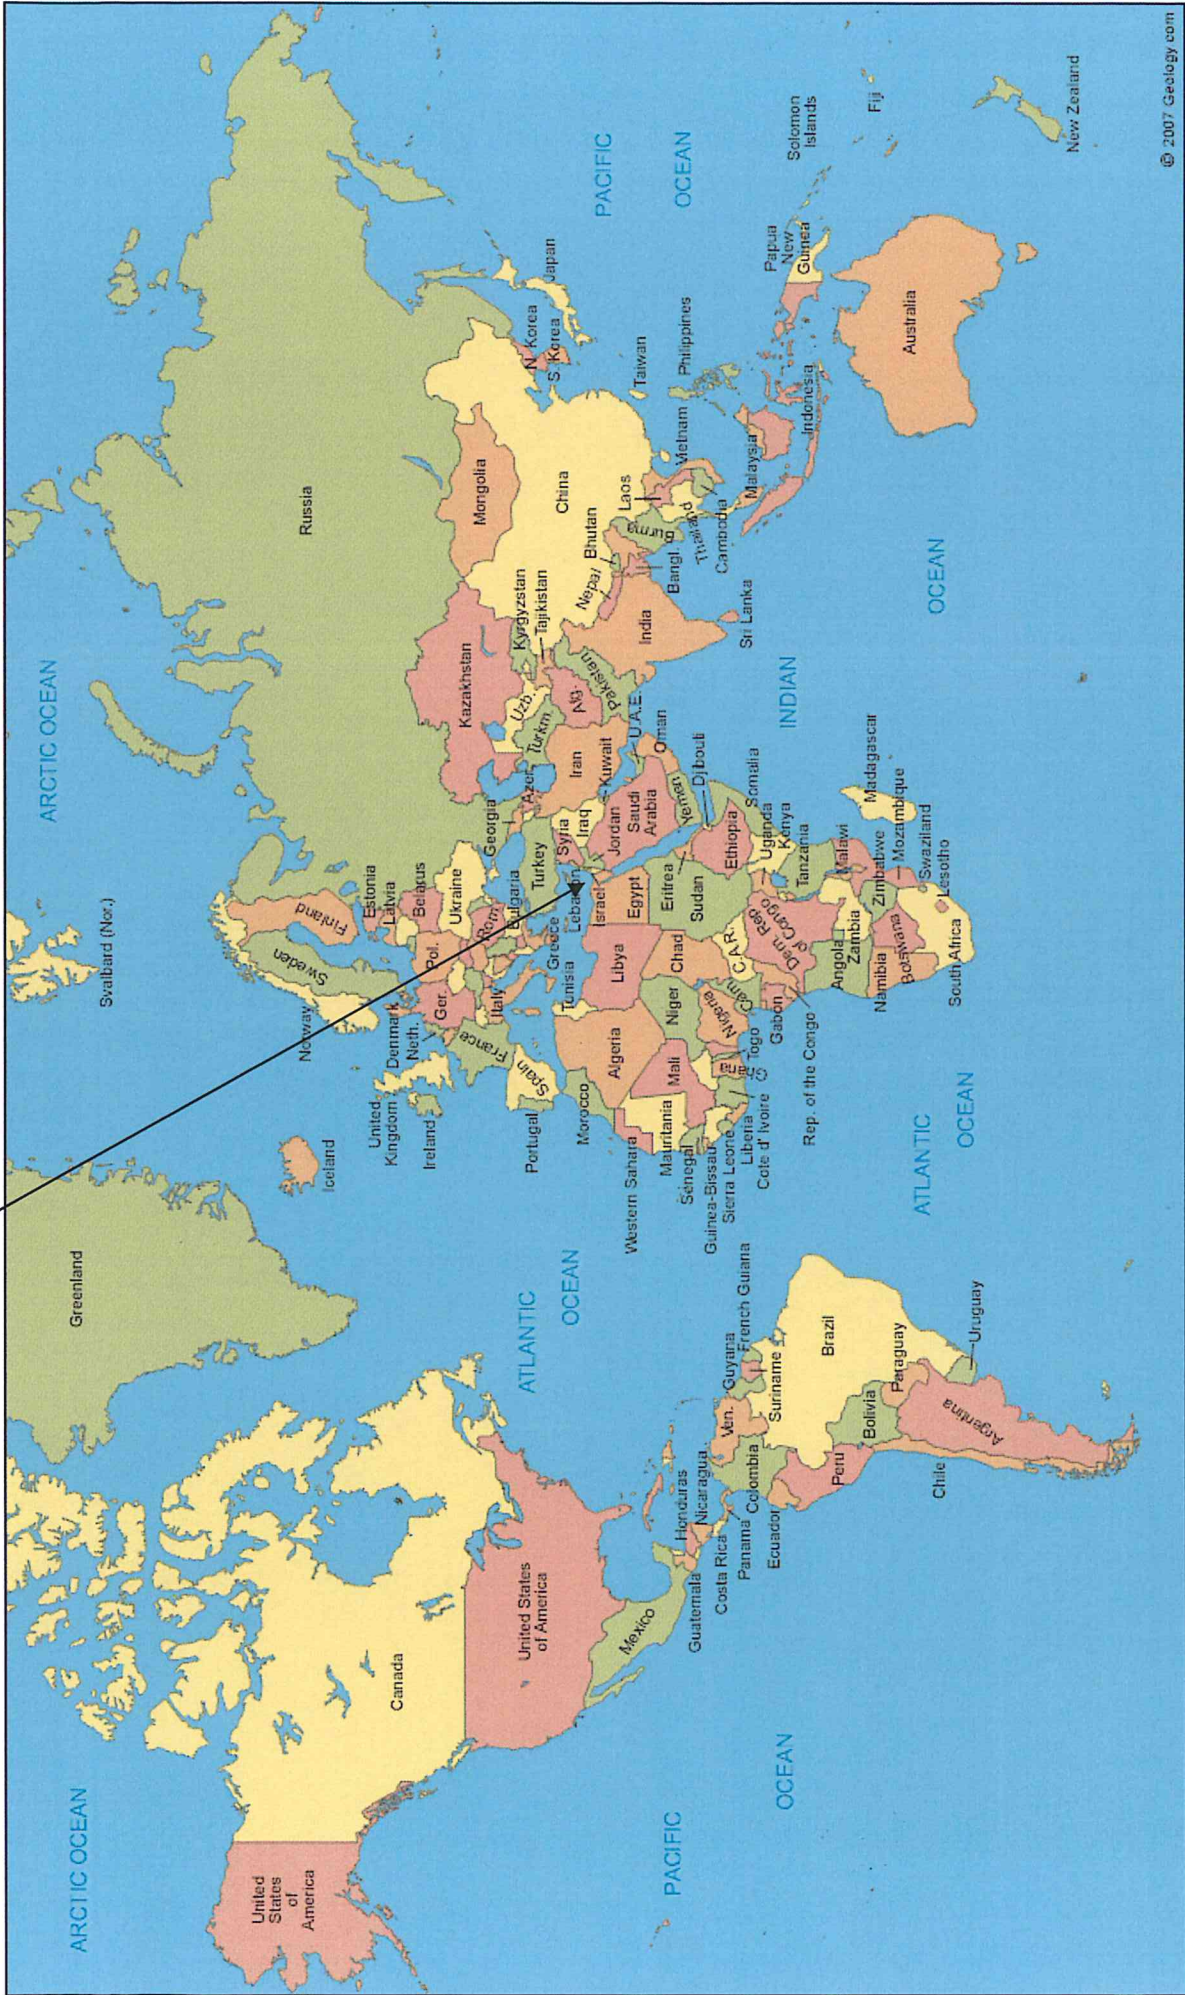 ARCTIC OCEAN
ARCTIC OCEAN
Greenland
Svalbard (Nor.)
Iceland
United
States
of
America
Canada
United States
of America
Mexico
Guatemala
Honduras
Nicaragua
Costa Rica
Panama
Colombia
Ven.
Guyana
French Guiana
Suriname
Ecuador
Peru
Brazil
Bolivia
Paraguay
Chile
Argentina
Uruguay
PACIFIC
OCEAN
ATLANTIC
OCEAN
ATLANTIC
OCEAN
Norway
Sweden
Finland
Russia
Estonia
Latvia
Belarus
Ukraine
Denmark
Neth.
United
Kingdom
Ireland
Ger.
Pol.
Rom.
France
Italy
Bulgaria
Greece
Spain
Portugal
Georgia
Azer.
Turkey
Syria
Iraq
Lebanon
Israel
Jordan
Kuwait
Saudi
Arabia
U.A.E.
Oman
Yemen
Iran
Kazakhstan
Uzb.
Turkm.
Kyrgyzstan
Tajikistan
Afg.
Pakistan
Mongolia
China
N. Korea
S. Korea
Japan
Taiwan
Nepal
Bhutan
Bangl.
India
Sri Lanka
Burma
Laos
Thailand
Vietnam
Cambodia
Philippines
Malaysia
Indonesia
Papua
New
Guinea
Solomon
Islands
Fiji
Australia
New Zealand
PACIFIC
OCEAN
INDIAN
OCEAN
Morocco
Western Sahara
Algeria
Tunisia
Libya
Egypt
Mauritania
Mali
Niger
Chad
Sudan
Eritrea
Djibouti
Ethiopia
Somalia
Senegal
Guinea-Bissau
Sierra Leone
Liberia
Cote d' Ivoire
Togo
Nigeria
Cam.
C.A.R.
Gabon
Rep. of the Congo
Dem. Rep.
of Congo
Uganda
Kenya
Tanzania
Angola
Zambia
Malawi
Mozambique
Zimbabwe
Namibia
Botswana
South Africa
Swaziland
Lesotho
Madagascar
© 2007 Geology.com